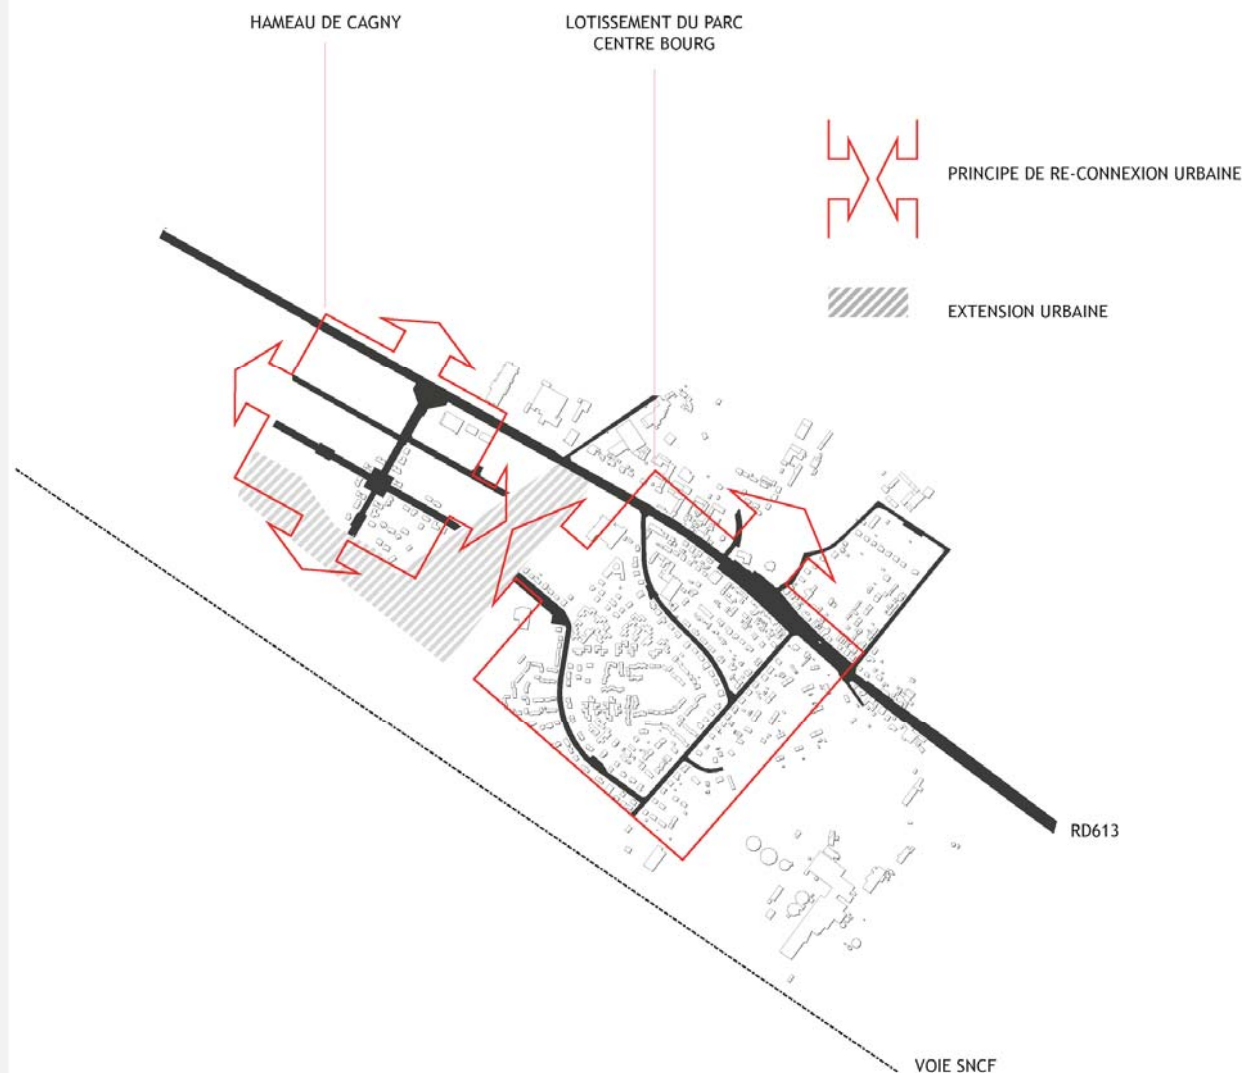 HAMEAU DE CAGNY
LOTISSEMENT DU PARC
CENTRE BOURG
PRINCIPE DE RE-CONNEXION URBAINE
EXTENSION URBAINE
RD613
VOIE SNCF